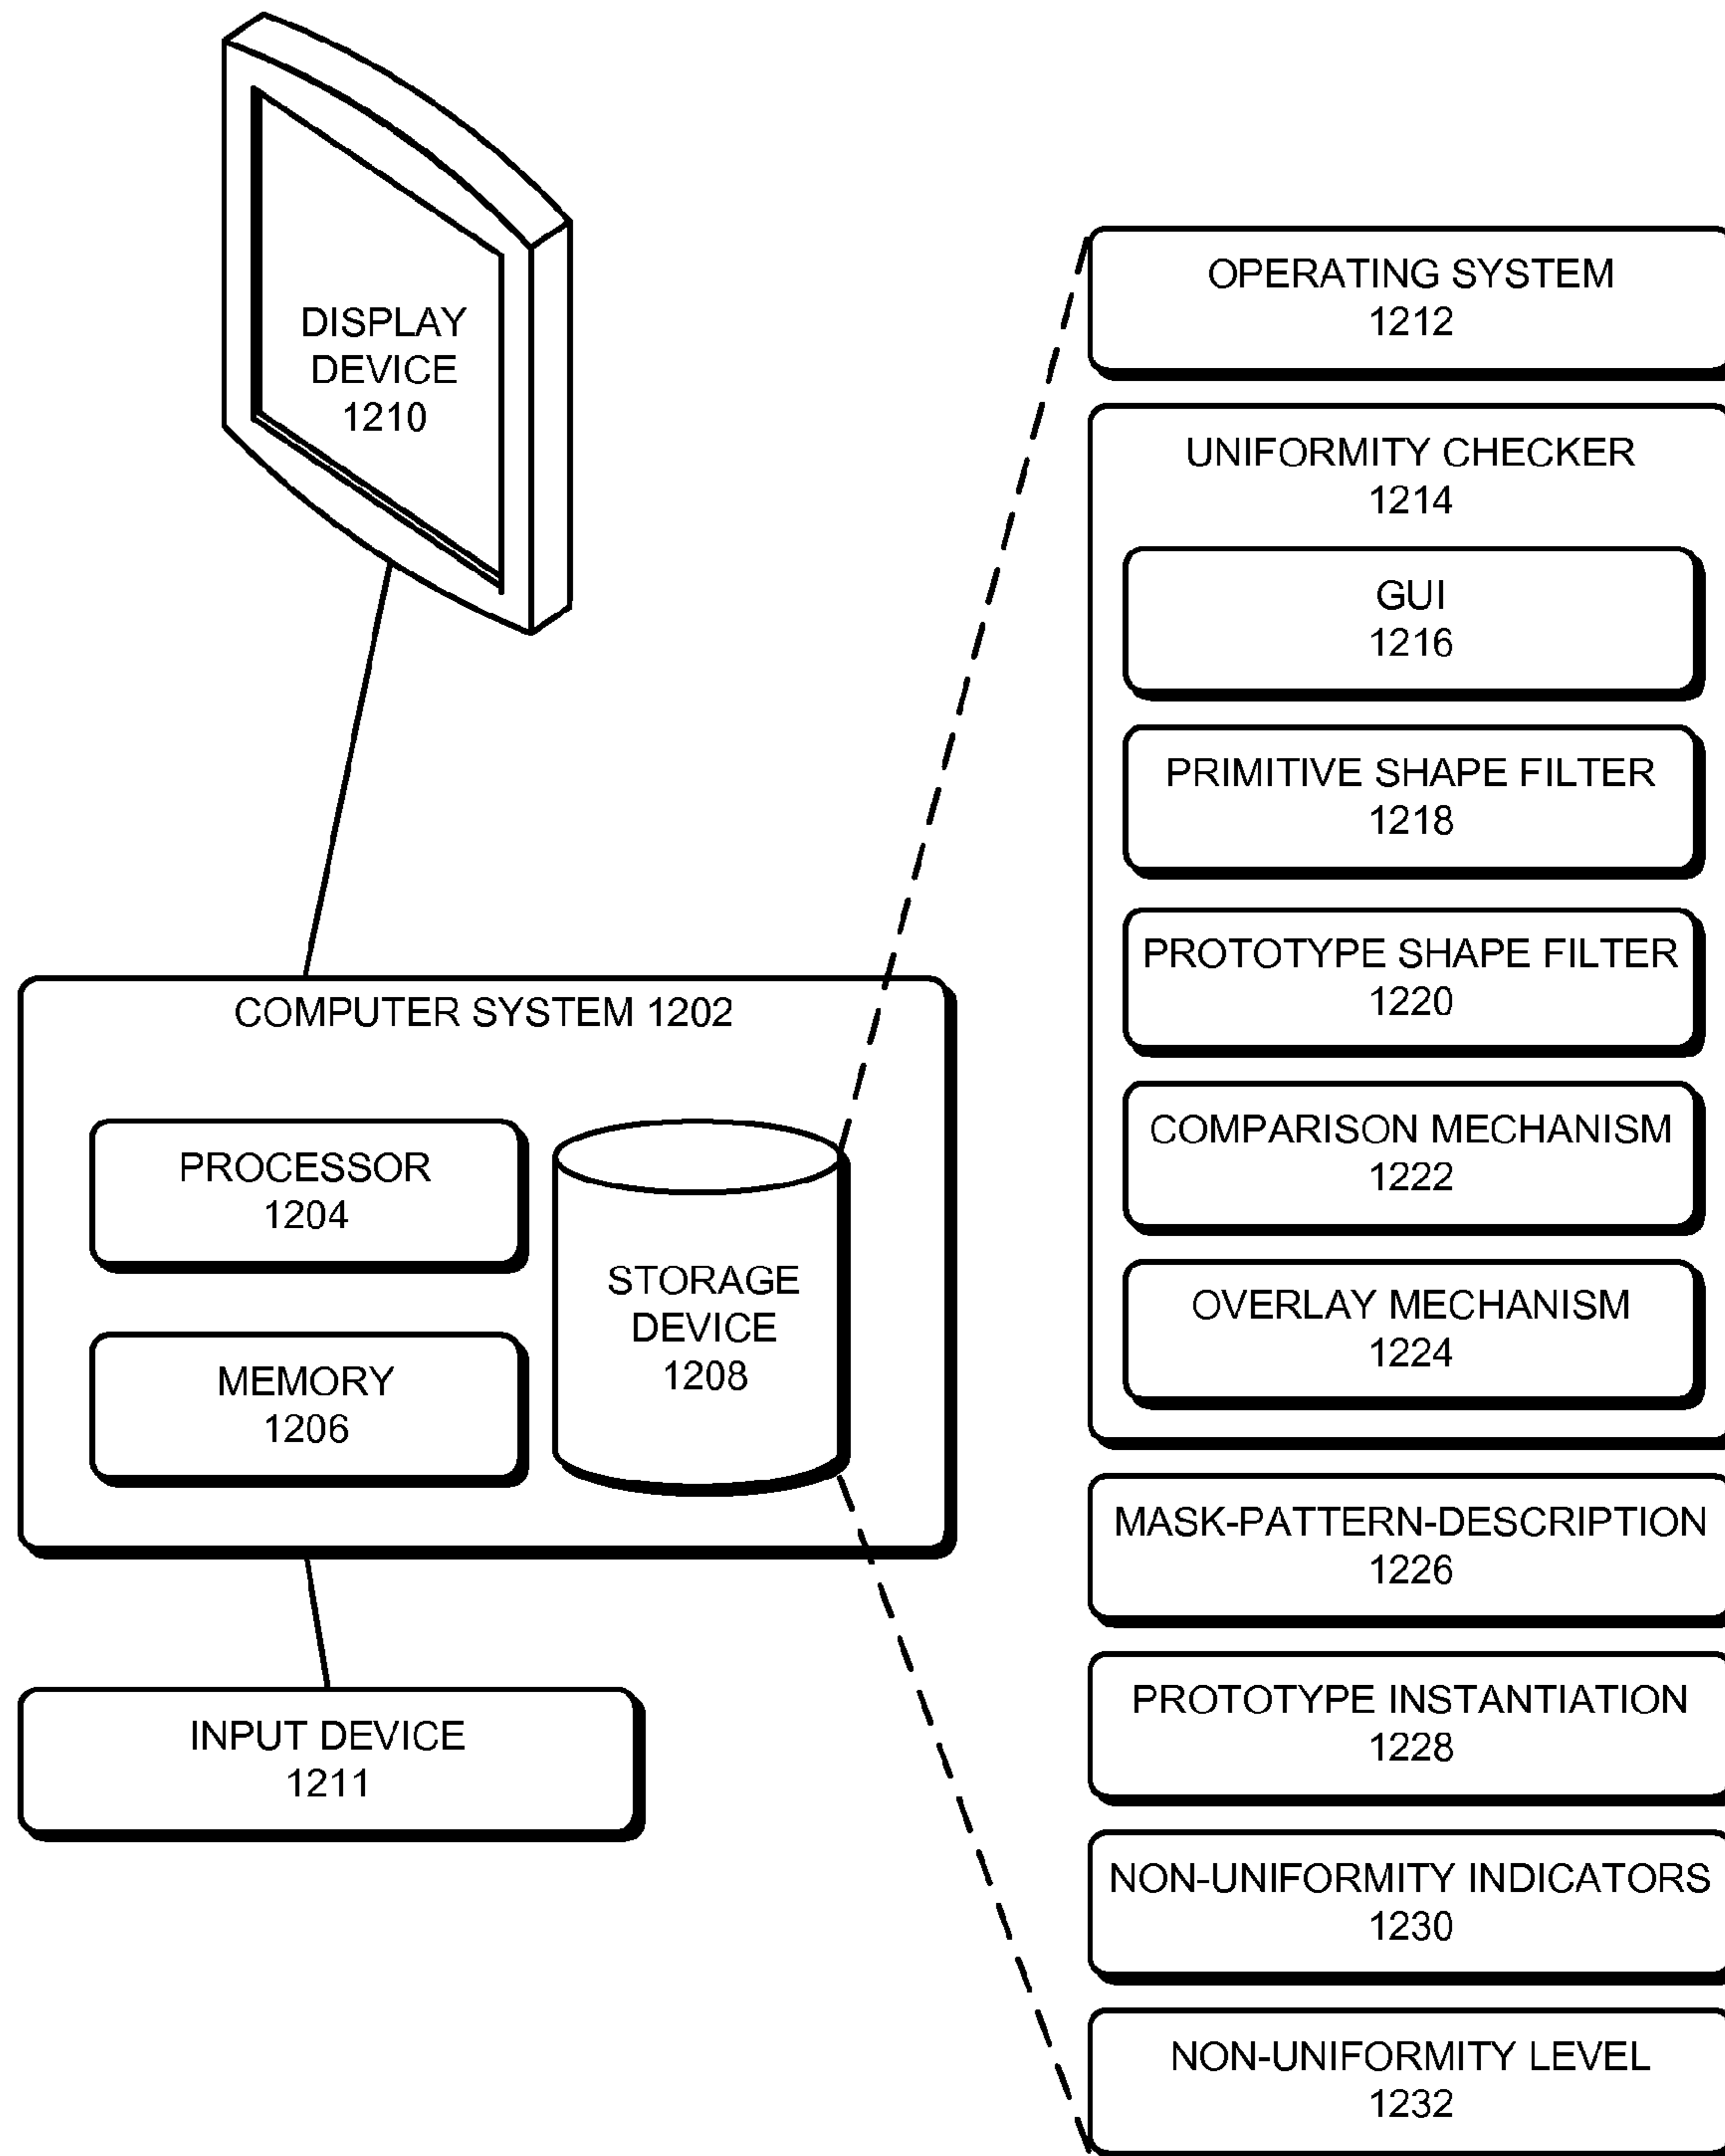 DISPLAY
DEVICE
1210
COMPUTER SYSTEM 1202
PROCESSOR
1204
MEMORY
1206
STORAGE
DEVICE
1208
INPUT DEVICE
1211
OPERATING SYSTEM
1212
UNIFORMITY CHECKER
1214
GUI
1216
PRIMITIVE SHAPE FILTER
1218
PROTOTYPE SHAPE FILTER
1220
COMPARISON MECHANISM
1222
OVERLAY MECHANISM
1224
MASK-PATTERN-DESCRIPTION
1226
PROTOTYPE INSTANTIATION
1228
NON-UNIFORMITY INDICATORS
1230
NON-UNIFORMITY LEVEL
1232